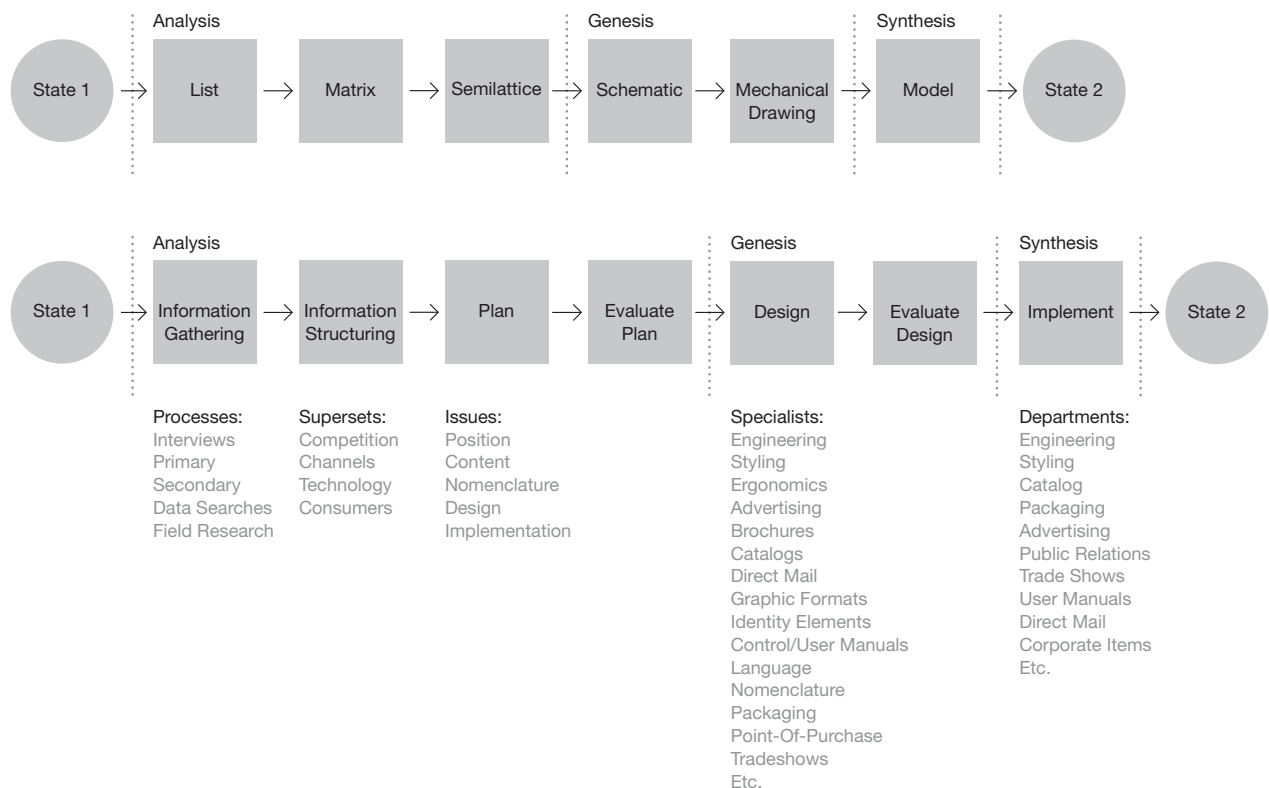 Analysis
Genesis
Synthesis
State 1
List
Matrix
Semilattice
Schematic
Mechanical
Drawing
Model
State 2
Analysis
Genesis
Synthesis
State 1
Information
Gathering
Information
Structuring
Plan
Evaluate
Plan
Design
Evaluate
Design
Implement
State 2
Processes:
Interviews
Primary
Secondary
Data Searches
Field Research
Supersets:
Competition
Channels
Technology
Consumers
Issues:
Position
Content
Nomenclature
Design
Implementation
Specialists:
Engineering
Styling
Ergonomics
Advertising
Brochures
Catalogs
Direct Mail
Graphic Formats
Identity Elements
Control/User Manuals
Language
Nomenclature
Packaging
Point-Of-Purchase
Tradeshows
Etc.
Departments:
Engineering
Styling
Catalog
Packaging
Advertising
Public Relations
Trade Shows
User Manuals
Direct Mail
Corporate Items
Etc.